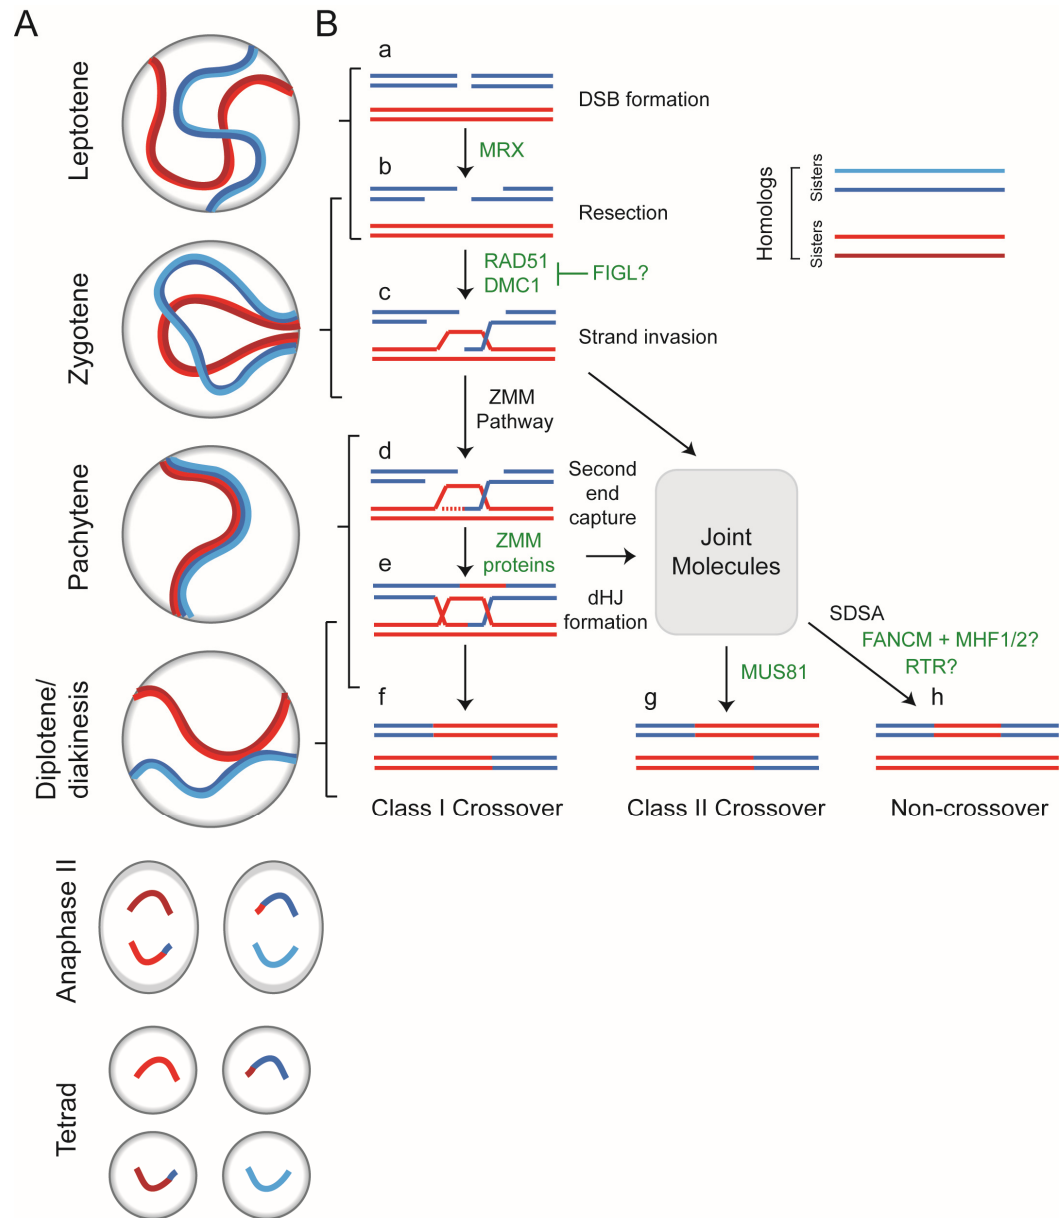 A
B
Leptotene
Zygotene
Pachytene
Diplotene/
diakinesis
Anaphase II
Tetrad
a
DSB formation
MRX
b
Resection
RAD51
DMC1
FIGL?
c
Strand invasion
ZMM
Pathway
d
Second
end
capture
ZMM
proteins
e
dHJ
formation
Joint
Molecules
SDSA
FANCM + MHF1/2?
RTR?
MUS81
f
g
h
Class I Crossover
Class II Crossover
Non-crossover
Homologs
Sisters
Sisters